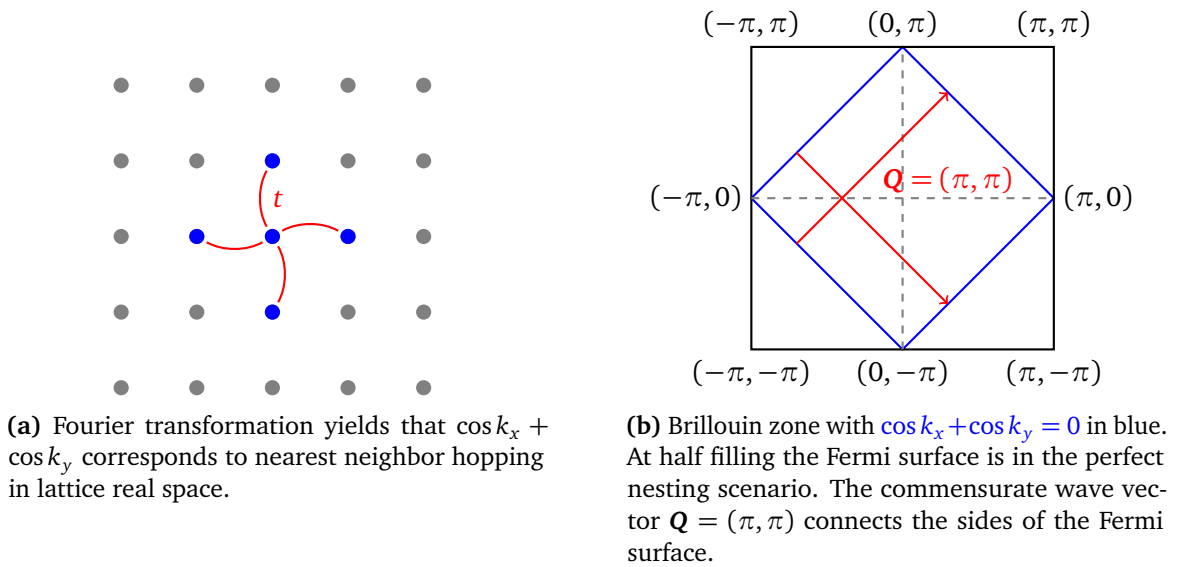 t
(a) Fourier transformation yields that cos kₓ +
cos k_y corresponds to nearest neighbor hopping
in lattice real space.
(−π, π) (0, π) (π, π)
Q = (π, π)
(−π, 0) (π, 0)
(−π, −π) (0, −π) (π, −π)
(b) Brillouin zone with cos kₓ + cos k_y = 0 in blue.
At half filling the Fermi surface is in the perfect
nesting scenario. The commensurate wave vec-
tor Q = (π, π) connects the sides of the Fermi
surface.